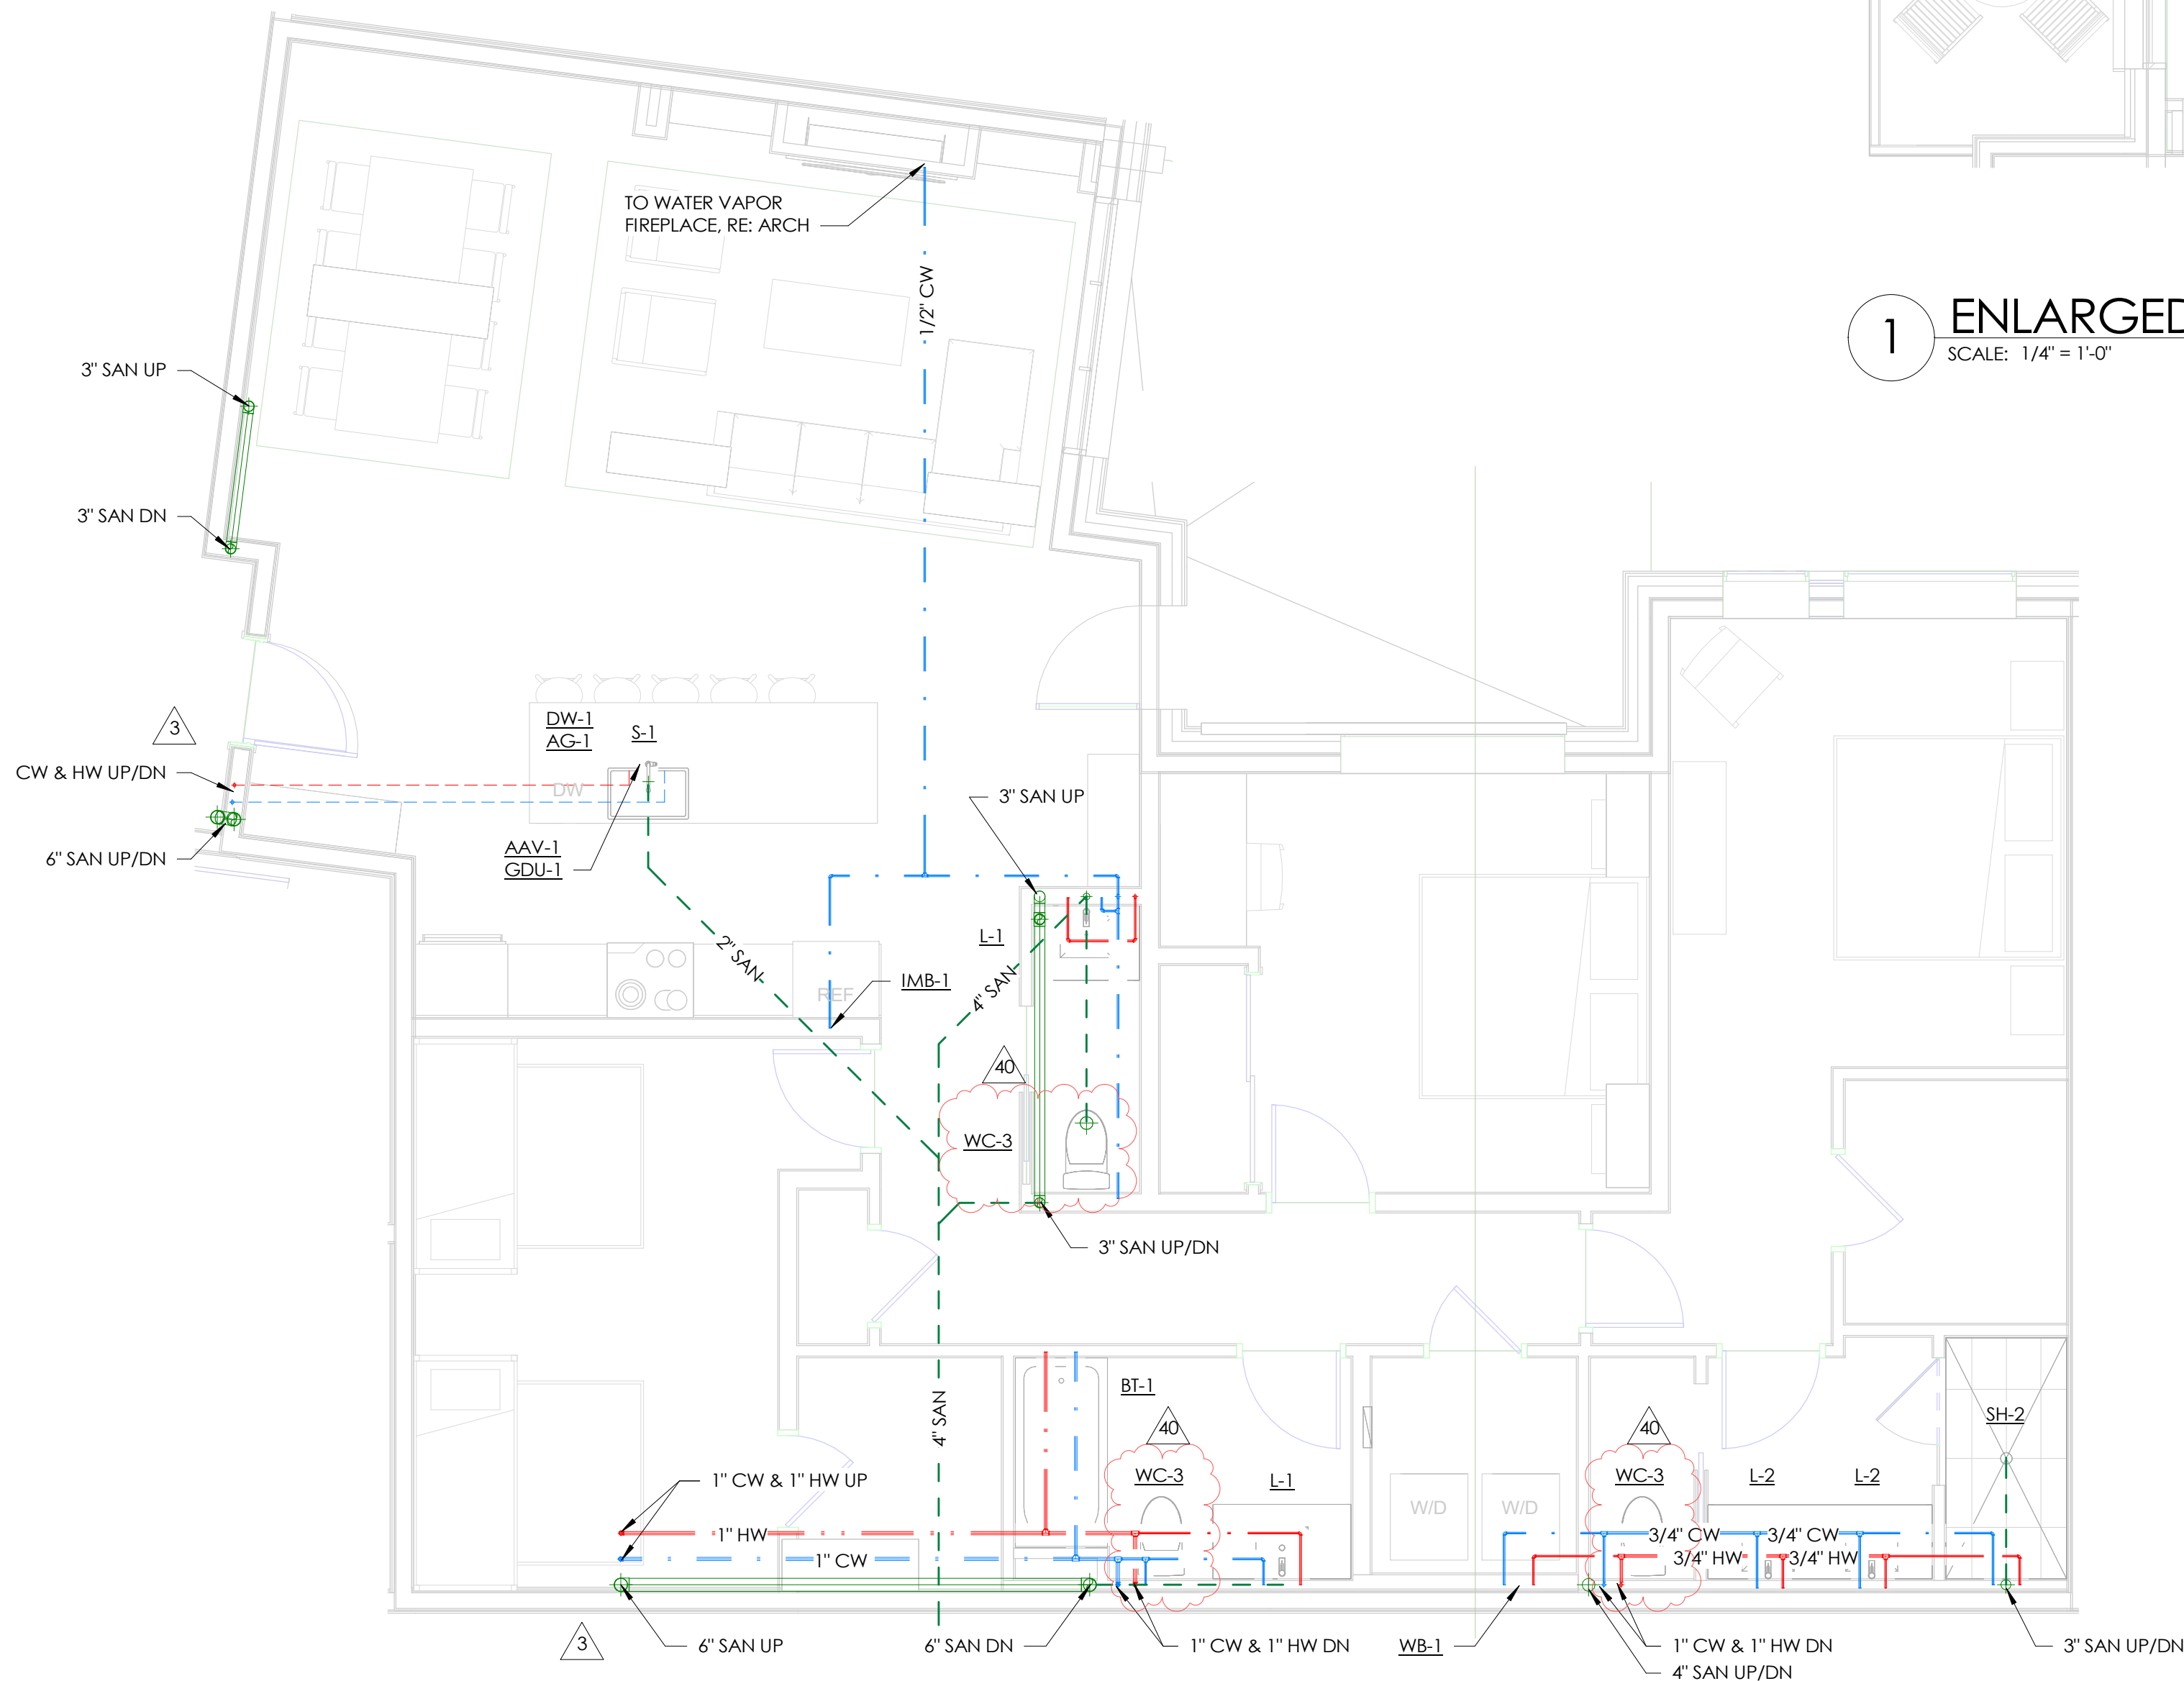 TO WATER VAPOR
FIREPLACE, RE: ARCH
1/2" CW
1
ENLARGED
SCALE: 1/4" = 1'-0"
3" SAN UP
3" SAN DN
3
CW & HW UP/DN
6" SAN UP/DN
DW-1
AG-1
S-1
DW
AAV-1
GDU-1
3" SAN UP
L-1
2" SAN
4" SAN
IMB-1
REF
40
WC-3
3" SAN UP/DN
4" SAN
BT-1
40
WC-3
L-1
W/D
W/D
40
WC-3
L-2
L-2
SH-2
1" CW & 1" HW UP
1" HW
1" CW
3/4" CW
3/4" CW
3/4" HW
3/4" HW
3
6" SAN UP
6" SAN DN
1" CW & 1" HW DN
WB-1
1" CW & 1" HW DN
4" SAN UP/DN
3" SAN UP/DN